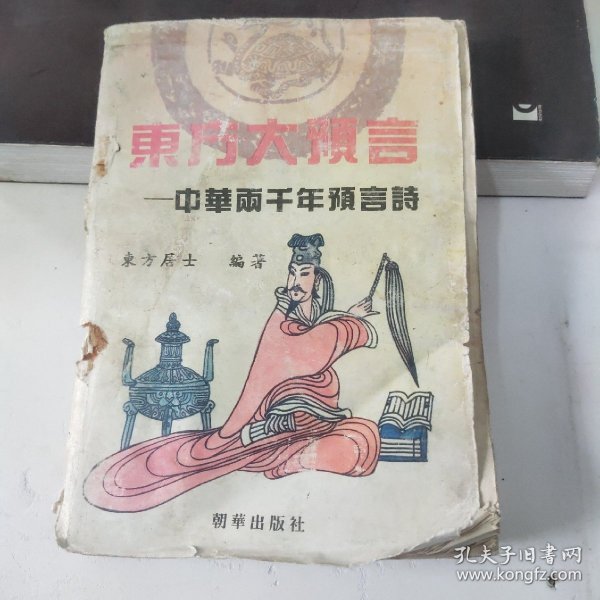 東方大預言
—中華兩千年預言詩
東方居士 編著
朝華出版社
孔夫子旧书网
www.kongfz.com